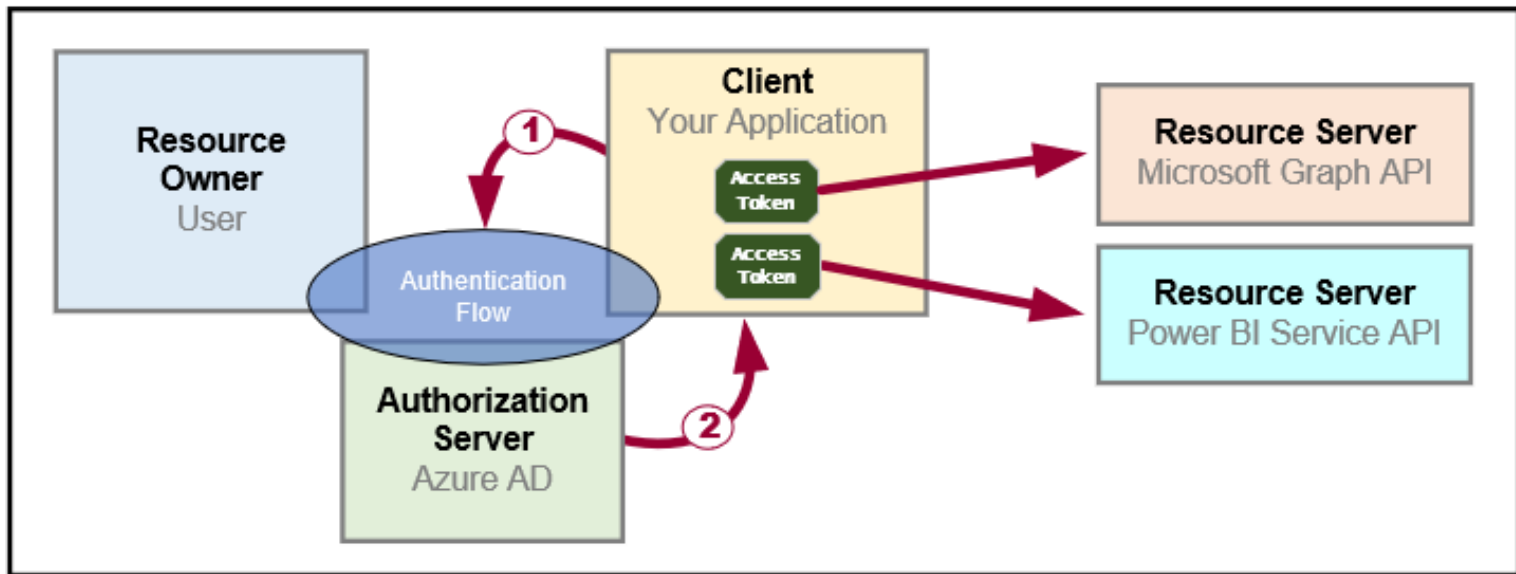 Resource
Owner
User
1
Client
Your Application
Access
Token
Access
Token
Resource Server
Microsoft Graph API
Resource Server
Power BI Service API
Authentication
Flow
Authorization
Server
Azure AD
2